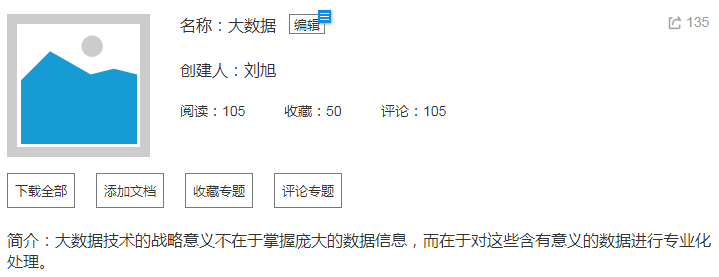 名称：大数据 编辑 135
创建人：刘旭
阅读：105 收藏：50 评论：105
下载全部 添加文档 收藏专题 评论专题
简介：大数据技术的战略意义不在于掌握庞大的数据信息，而在于对这些含有意义的数据进行专业化
处理。